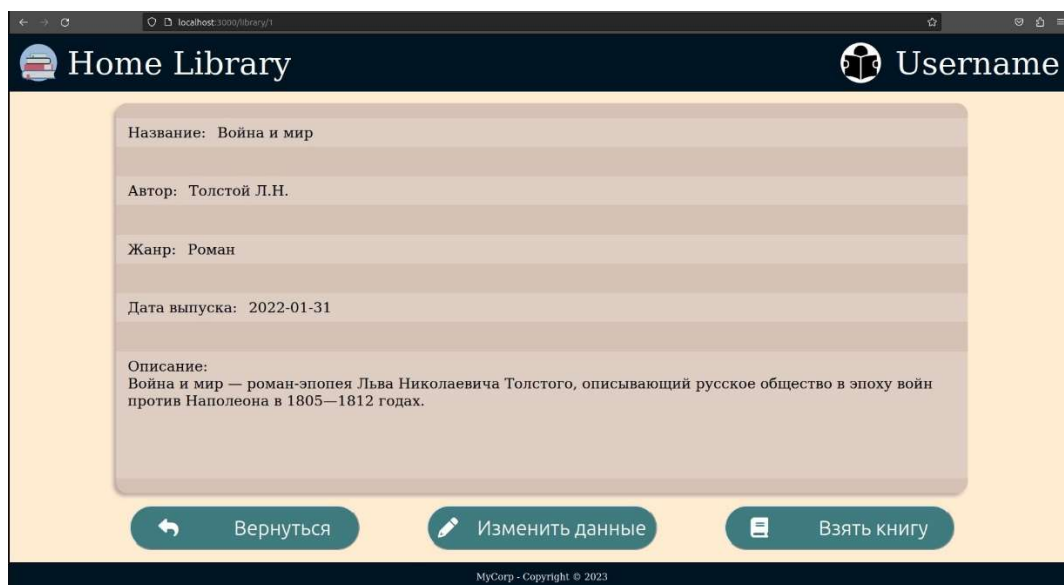 localhost:3000/library/1
Home Library
Username
Название: Война и мир
Автор: Толстой Л.Н.
Жанр: Роман
Дата выпуска: 2022-01-31
Описание:
Война и мир — роман-эпопея Льва Николаевича Толстого, описывающий русское общество в эпоху войн
против Наполеона в 1805—1812 годах.
Вернуться
Изменить данные
Взять книгу
MyCorp - Copyright © 2023